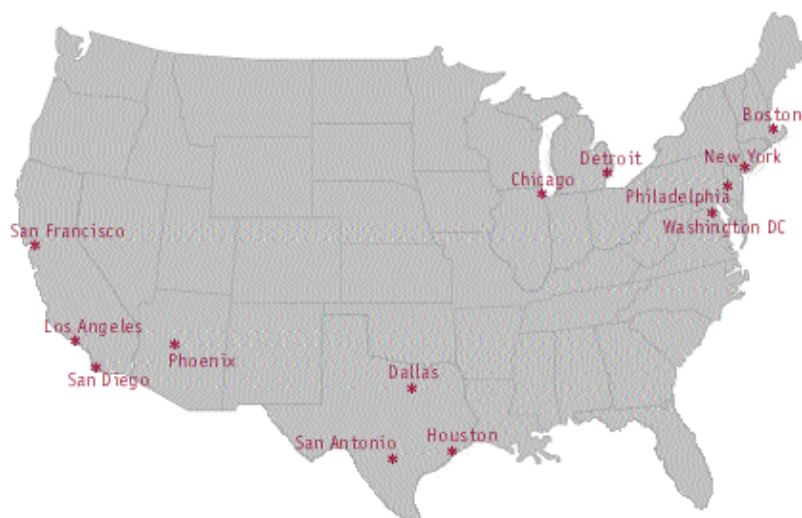 Boston
Detroit
New York
Chicago
Philadelphia
Washington DC
San Francisco
Los Angeles
Phoenix
San Diego
Dallas
San Antonio
Houston